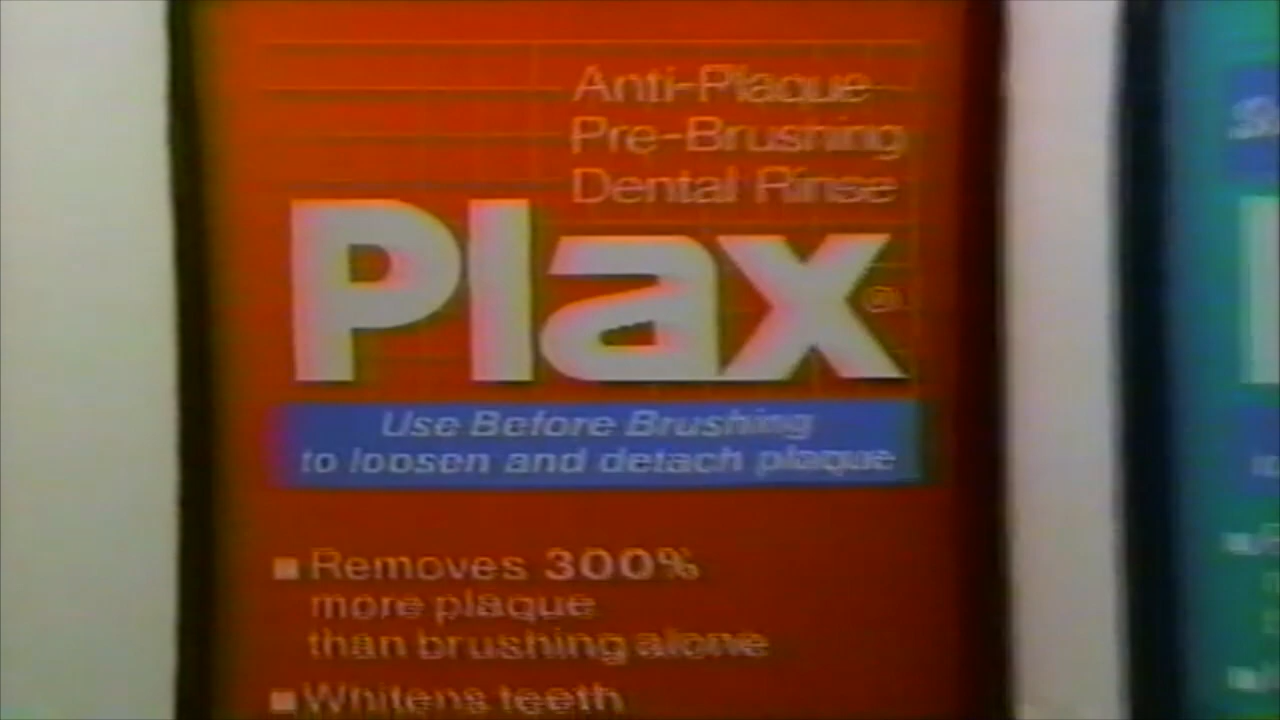 Anti-Plaque
Pre-Brushing
Dental Rinse
Plax®
Use Before Brushing
to loosen and detach plaque
■ Removes 300%
more plaque
than brushing alone
■ Whitens teeth